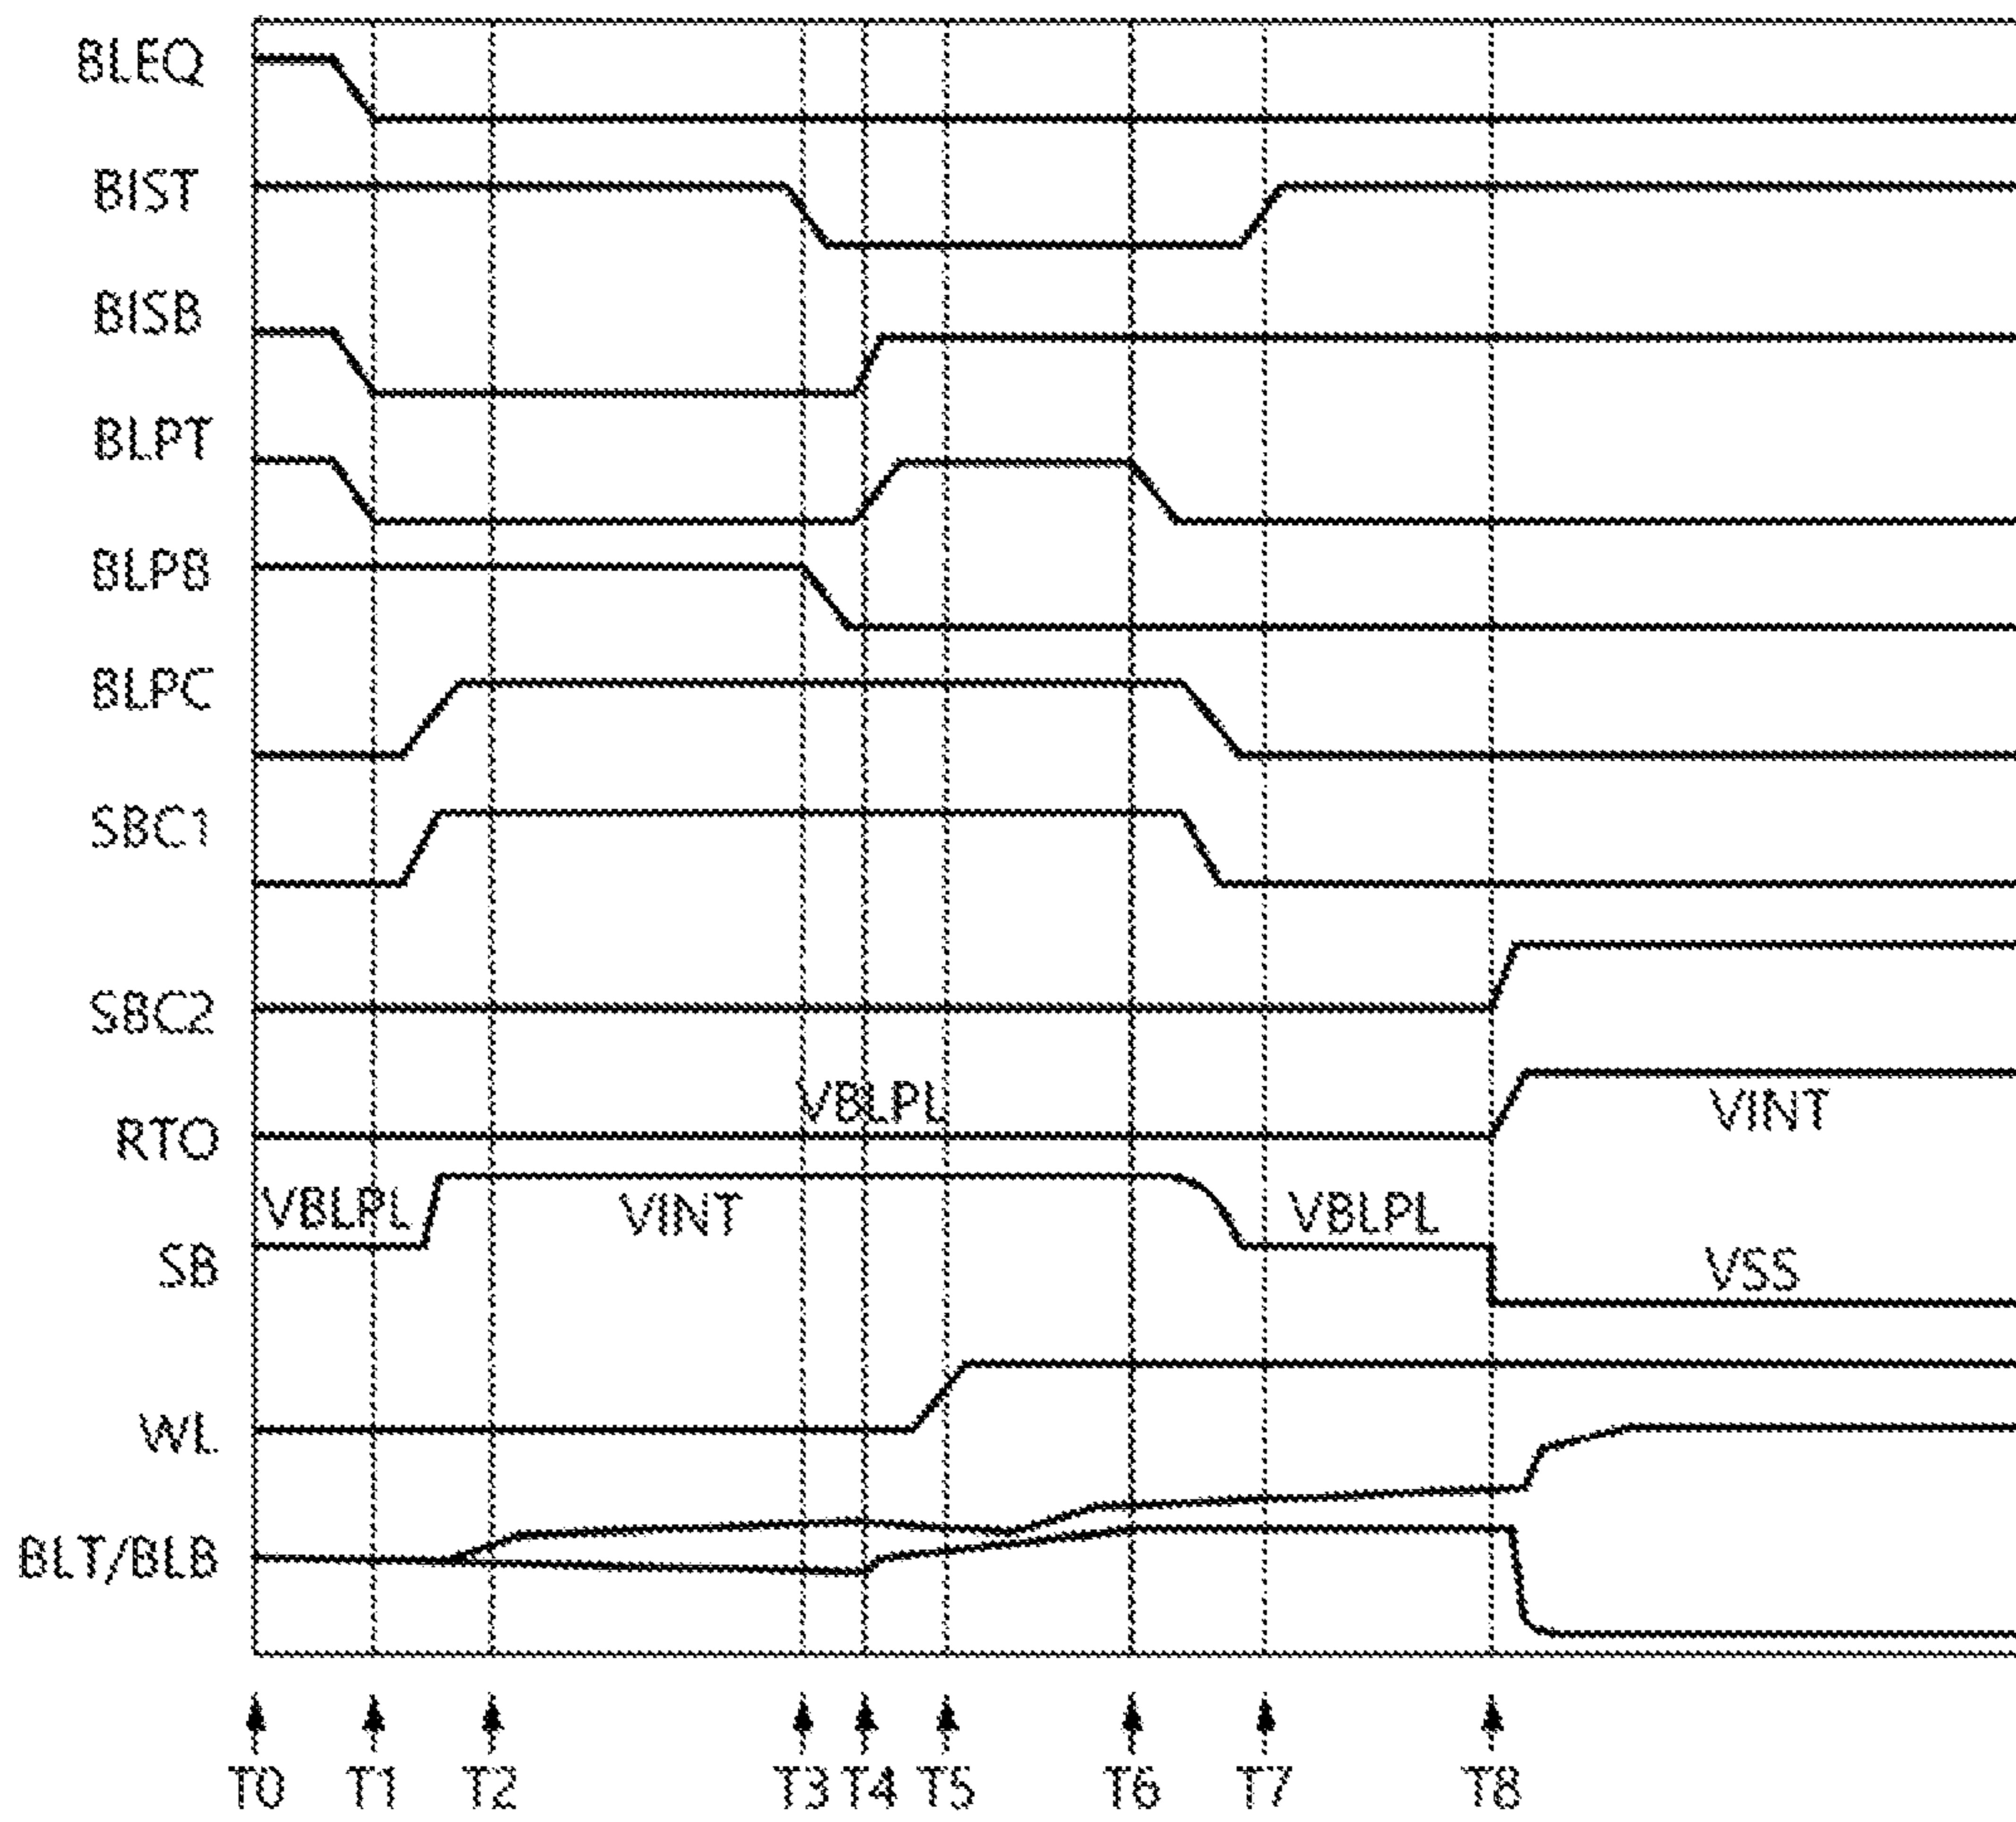 BLEQ
BIST
BISB
BLPT
BLPB
BLPC
SBC1
SBC2
VBLPL
RTO
VINT
VBLPL
VINT
VBLPL
SB
VSS
WL
BLT/BLB
T0 T1 T2 T3 T4 T5 T6 T7 T8